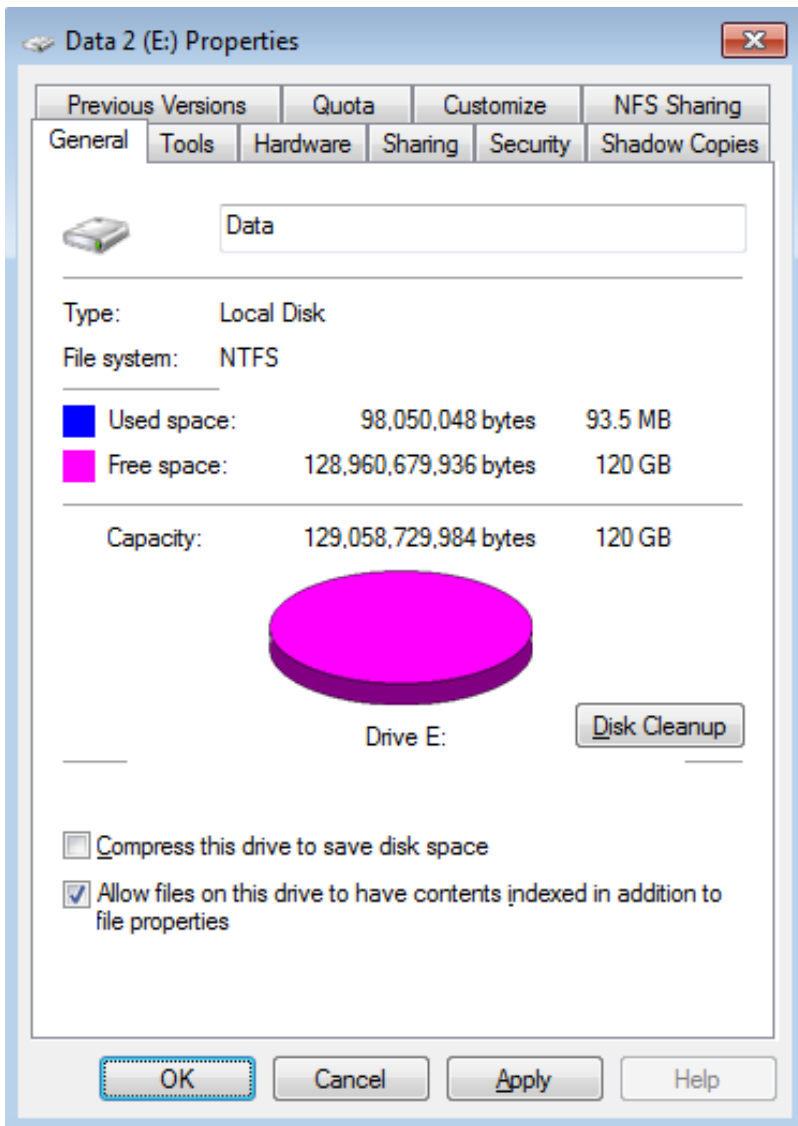 Data 2 (E:) Properties
Previous Versions Quota Customize NFS Sharing
General Tools Hardware Sharing Security Shadow Copies
Data
Type: Local Disk
File system: NTFS
Used space: 98,050,048 bytes 93.5 MB
Free space: 128,960,679,936 bytes 120 GB
Capacity: 129,058,729,984 bytes 120 GB
Drive E:
Disk Cleanup
Compress this drive to save disk space
Allow files on this drive to have contents indexed in addition to
file properties
OK Cancel Apply Help